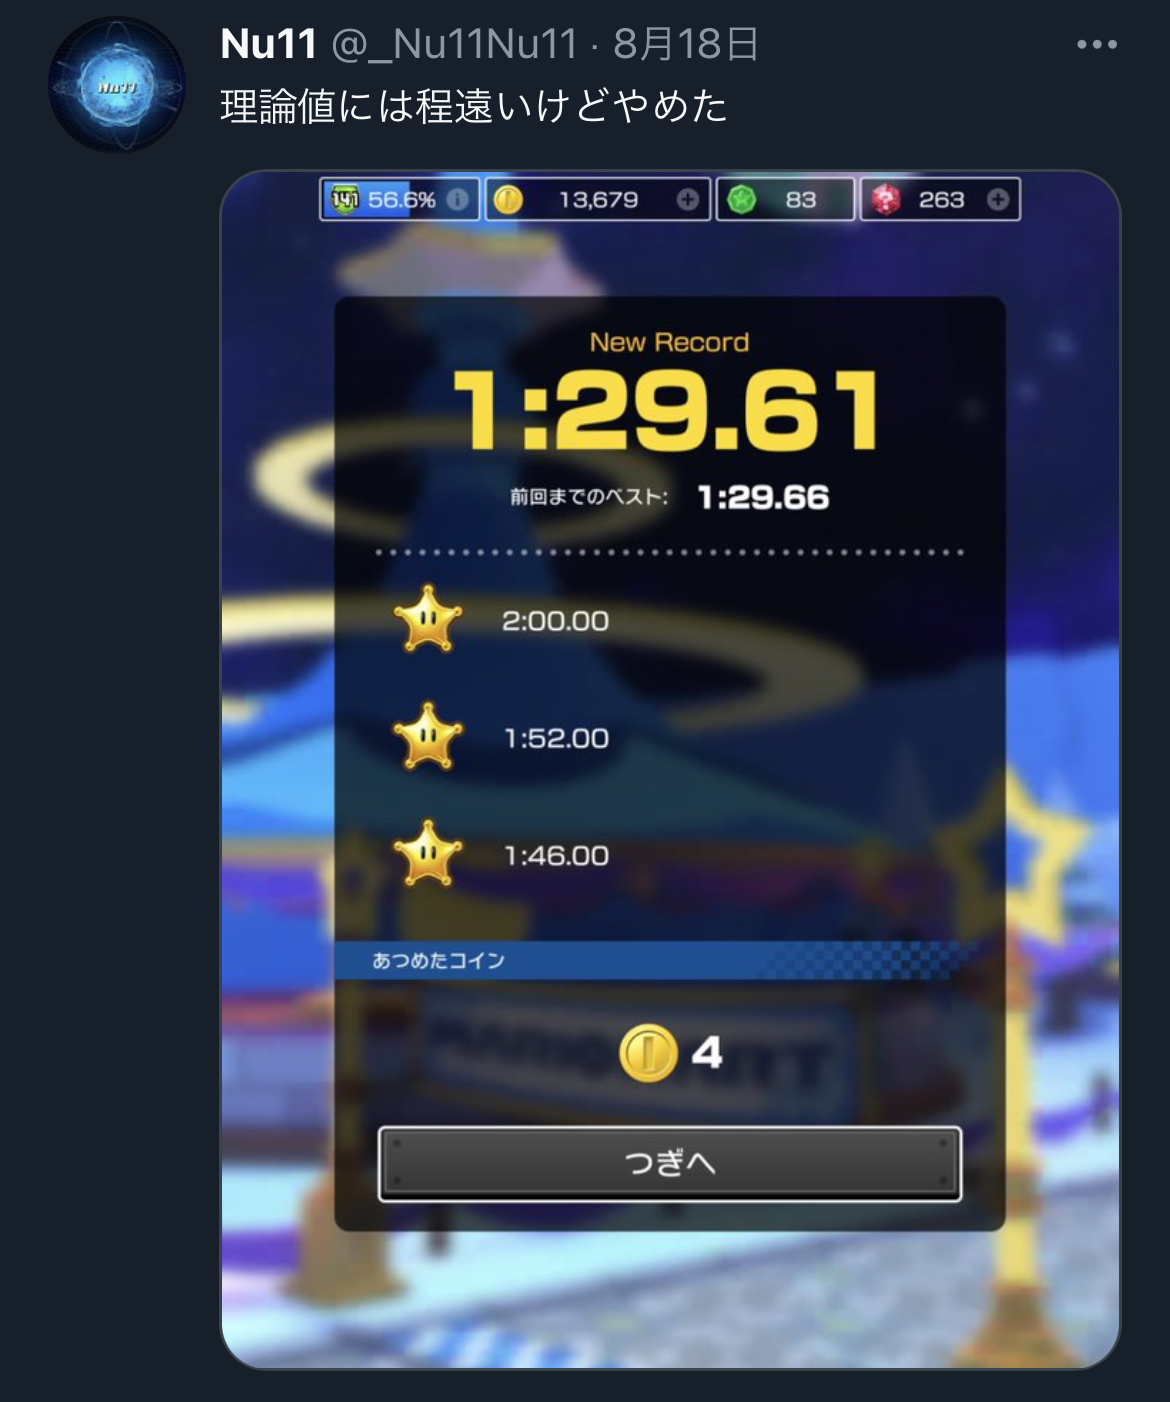 Nu11 @_Nu11Nu11 · 8月18日
理論値には程遠いけどやめた
Nu11
141 56.6% 13,679 83 263
New Record
1:29.61
前回までのベスト: 1:29.66
2:00.00
1:52.00
1:46.00
あつめたコイン
4
つぎへ